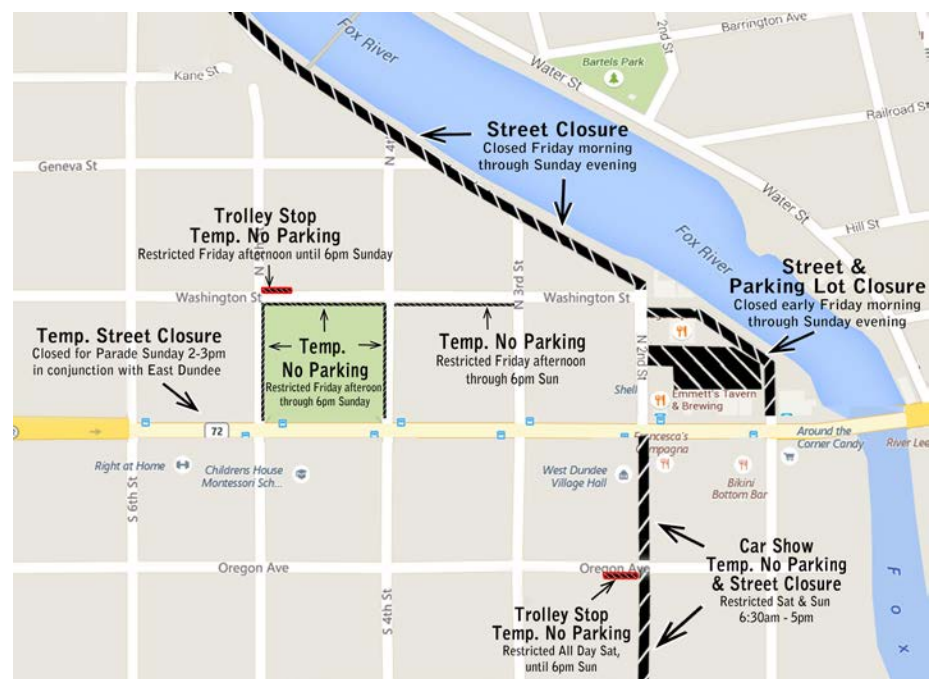 Barrington Ave
2nd St
Fox River
Water St
Bartels Park
Kane St
Railroad St
Street Closure
Closed Friday morning
through Sunday evening
Geneva St
N 4th
Water St
Hill St
Trolley Stop
Temp. No Parking
Restricted Friday afternoon until 6pm Sunday
Fox River
Street &
Parking Lot Closure
Closed early Friday morning
through Sunday evening
N 3rd St
Washington St
Washington St
Temp. Street Closure
Closed for Parade Sunday 2-3pm
in conjunction with East Dundee
Temp.
No Parking
Restricted Friday afternoon
through 6pm Sunday
Temp. No Parking
Restricted Friday afternoon
through 6pm Sun
N 2nd St
Shell
Emmett's Tavern
& Brewing
72
Around the
Corner Candy
River Lee
Right at Home
Childrens House
Montessori Sch...
West Dundee
Village Hall
Francesca's
Campagna
Bikini
Bottom Bar
S 6th St
Car Show
Temp. No Parking
& Street Closure
Restricted Sat & Sun
6:30am - 5pm
Oregon Ave
Oregon Ave
S 4th St
Trolley Stop
Temp. No Parking
Restricted All Day Sat,
until 6pm Sun
FOX